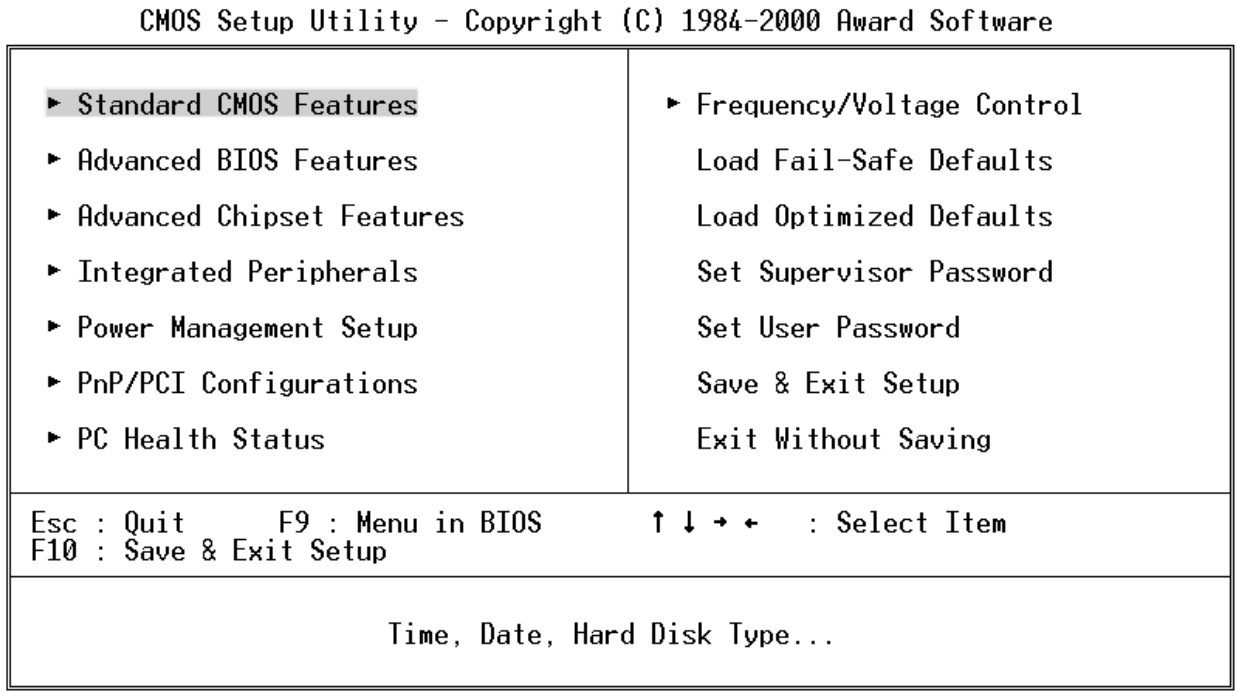 CMOS Setup Utility - Copyright (C) 1984-2000 Award Software
▶ Standard CMOS Features
▶ Advanced BIOS Features
▶ Advanced Chipset Features
▶ Integrated Peripherals
▶ Power Management Setup
▶ PnP/PCI Configurations
▶ PC Health Status
▶ Frequency/Voltage Control
Load Fail-Safe Defaults
Load Optimized Defaults
Set Supervisor Password
Set User Password
Save & Exit Setup
Exit Without Saving
Esc : Quit F9 : Menu in BIOS ↑ ↓ → ← : Select Item
F10 : Save & Exit Setup
Time, Date, Hard Disk Type...